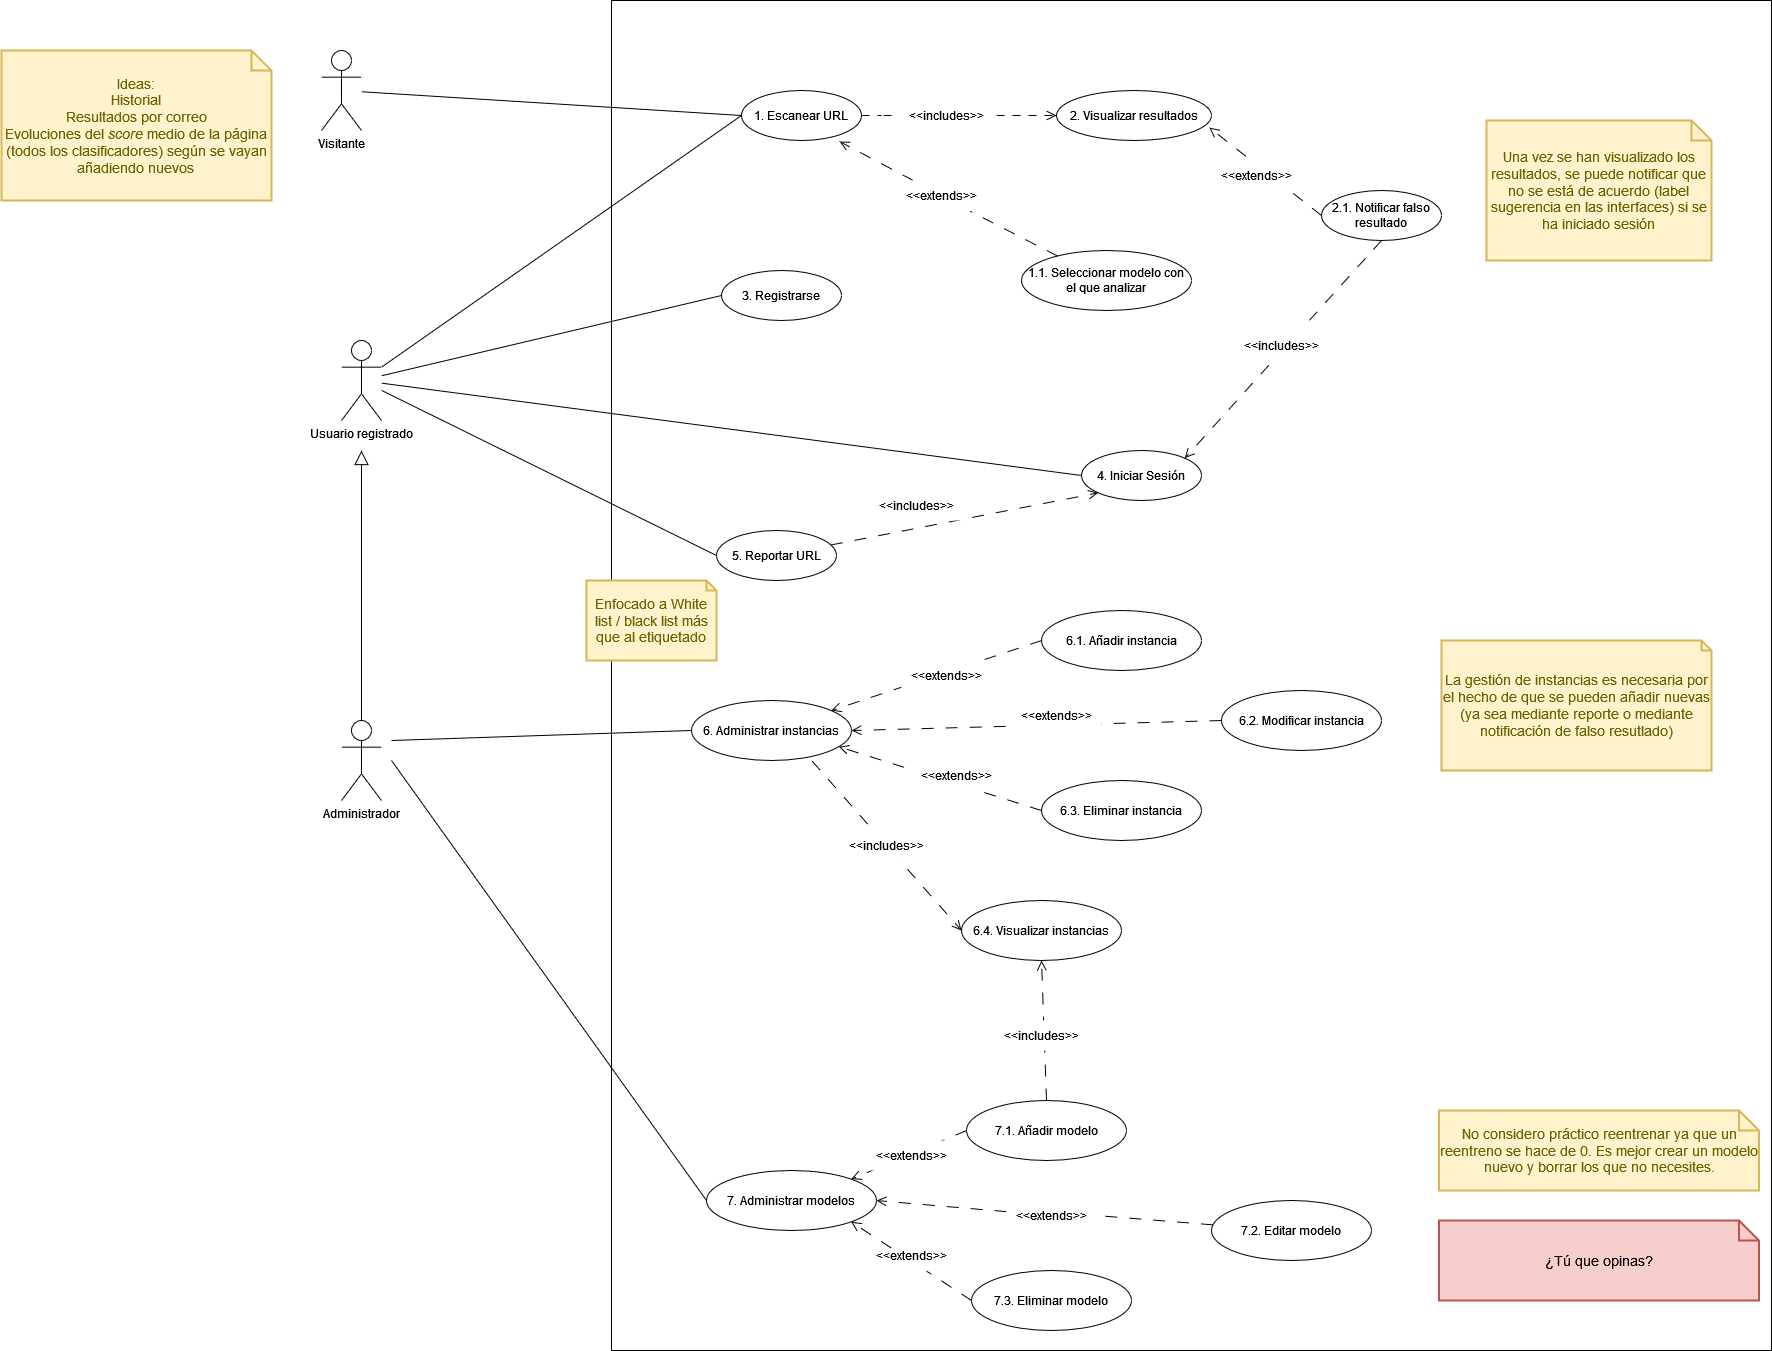 Ideas:
Historial
Resultados por correo
Evoluciones del score medio de la página
(todos los clasificadores) según se vayan
añadiendo nuevos
Visitante
1. Escanear URL
<<includes>>
2. Visualizar resultados
<<extends>>
<<extends>>
2.1. Notificar falso
resultado
Una vez se han visualizado los
resultados, se puede notificar que
no se está de acuerdo (label
sugerencia en las interfaces) si se
ha iniciado sesión
1.1. Seleccionar modelo con
el que analizar
3. Registrarse
<<includes>>
Usuario registrado
4. Iniciar Sesión
<<includes>>
5. Reportar URL
Enfocado a White
list / black list más
que al etiquetado
6.1. Añadir instancia
<<extends>>
La gestión de instancias es necesaria por
el hecho de que se pueden añadir nuevas
(ya sea mediante reporte o mediante
notificación de falso resutlado)
6. Administrar instancias
<<extends>>
6.2. Modificar instancia
<<extends>>
6.3. Eliminar instancia
Administrador
<<includes>>
6.4. Visualizar instancias
<<includes>>
7.1. Añadir modelo
<<extends>>
No considero práctico reentrenar ya que un
reentreno se hace de 0. Es mejor crear un modelo
nuevo y borrar los que no necesites.
7. Administrar modelos
<<extends>>
7.2. Editar modelo
<<extends>>
7.3. Eliminar modelo
¿Tú que opinas?